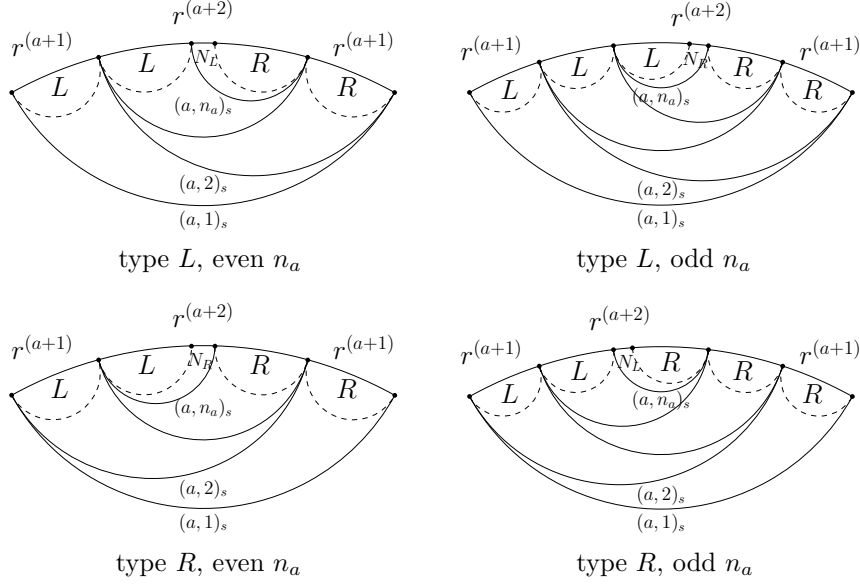 r^{(a+2)}
r^{(a+1)} r^{(a+1)}
L L N_L R R
(a, n_a)_s
(a, 2)_s
(a, 1)_s
type L, even n_a
r^{(a+2)}
r^{(a+1)} r^{(a+1)}
L L L N_R R R
(a, n_a)_s
(a, 2)_s
(a, 1)_s
type L, odd n_a
r^{(a+2)}
r^{(a+1)} r^{(a+1)}
L L N_R R R
(a, n_a)_s
(a, 2)_s
(a, 1)_s
type R, even n_a
r^{(a+2)}
r^{(a+1)} r^{(a+1)}
L L N_L R R R
(a, n_a)_s
(a, 2)_s
(a, 1)_s
type R, odd n_a